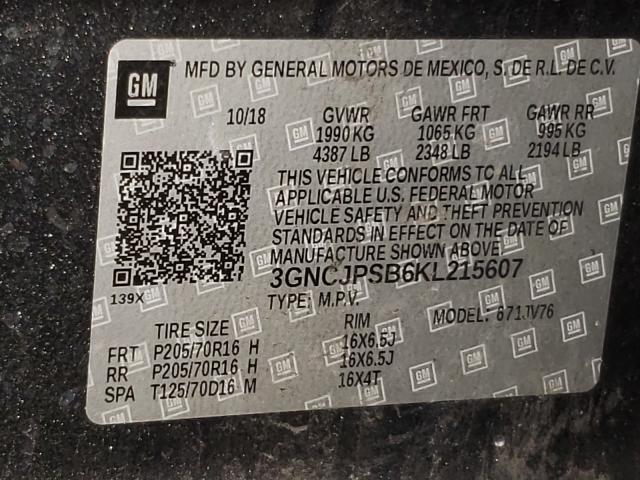 GM
MFD BY GENERAL MOTORS DE MEXICO, S. DE R.L. DE C.V.
10/18 GVWR GAWR FRT GAWR RR
1990 KG 1065 KG 995 KG
4387 LB 2348 LB 2194 LB
THIS VEHICLE CONFORMS TO ALL
APPLICABLE U.S. FEDERAL MOTOR
VEHICLE SAFETY AND THEFT PREVENTION
STANDARDS IN EFFECT ON THE DATE OF
MANUFACTURE SHOWN ABOVE
3GNCJPSB6KL215607
139X
TYPE: M.P.V. MODEL: 671JV76
TIRE SIZE RIM
FRT P205/70R16 H 16X6.5J
RR P205/70R16 H 16X6.5J
SPA T125/70D16 M 16X4T